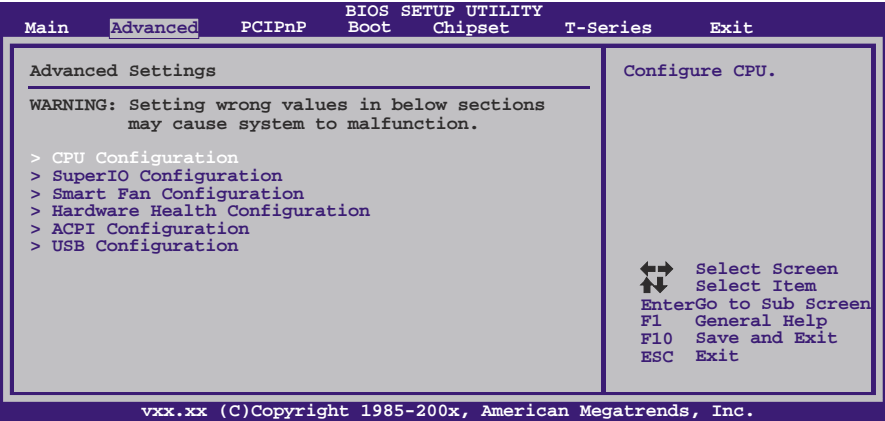 BIOS SETUP UTILITY
Main Advanced PCIPnP Boot Chipset T-Series Exit
Advanced Settings
WARNING: Setting wrong values in below sections
may cause system to malfunction.
> CPU Configuration
> SuperIO Configuration
> Smart Fan Configuration
> Hardware Health Configuration
> ACPI Configuration
> USB Configuration
Configure CPU.
Select Screen
Select Item
EnterGo to Sub Screen
F1 General Help
F10 Save and Exit
ESC Exit
vxx.xx (C)Copyright 1985-200x, American Megatrends, Inc.